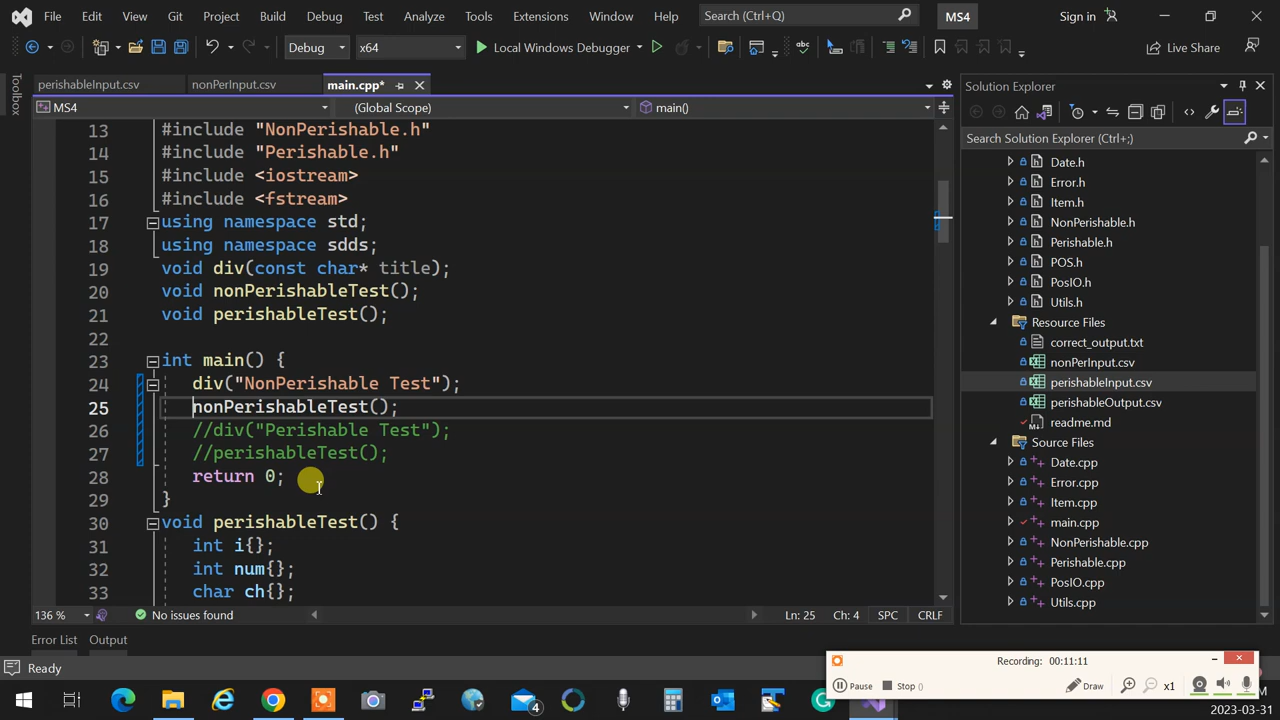 File Edit View Git Project Build Debug Test Analyze Tools Extensions Window Help Search (Ctrl+Q) MS4 Sign in
Debug x64 Local Windows Debugger Live Share
Toolbox
perishableInput.csv nonPerInput.csv main.cpp*
MS4 (Global Scope) main()
13 #include "NonPerishable.h"
14 #include "Perishable.h"
15 #include <iostream>
16 #include <fstream>
17 using namespace std;
18 using namespace sdds;
19 void div(const char* title);
20 void nonPerishableTest();
21 void perishableTest();
22
23 int main() {
24 div("NonPerishable Test");
25 nonPerishableTest();
26 //div("Perishable Test");
27 //perishableTest();
28 return 0;
29 }
30 void perishableTest() {
31 int i{};
32 int num{};
33 char ch{};
136 % No issues found Ln: 25 Ch: 4 SPC CRLF
Error List Output
Ready
Solution Explorer
Search Solution Explorer (Ctrl+;)
Date.h
Error.h
Item.h
NonPerishable.h
Perishable.h
POS.h
PosIO.h
Utils.h
Resource Files
correct_output.txt
nonPerInput.csv
perishableInput.csv
perishableOutput.csv
readme.md
Source Files
Date.cpp
Error.cpp
Item.cpp
main.cpp
NonPerishable.cpp
Perishable.cpp
PosIO.cpp
Utils.cpp
Recording: 00:11:11
Pause Stop () Draw x1
4
2023-03-31